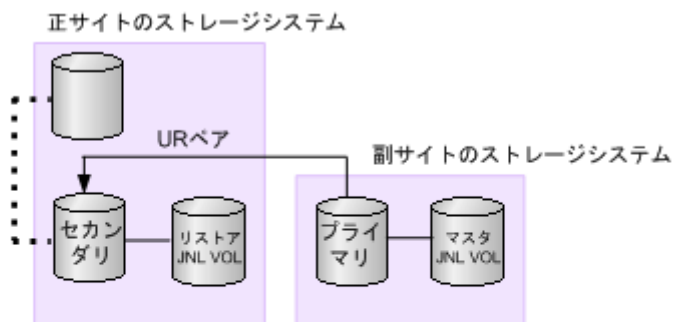 正サイトのストレージシステム
URペア
副サイトのストレージシステム
セカン
ダリ
リストア
JNL VOL
プライ
マリ
マスタ
JNL VOL